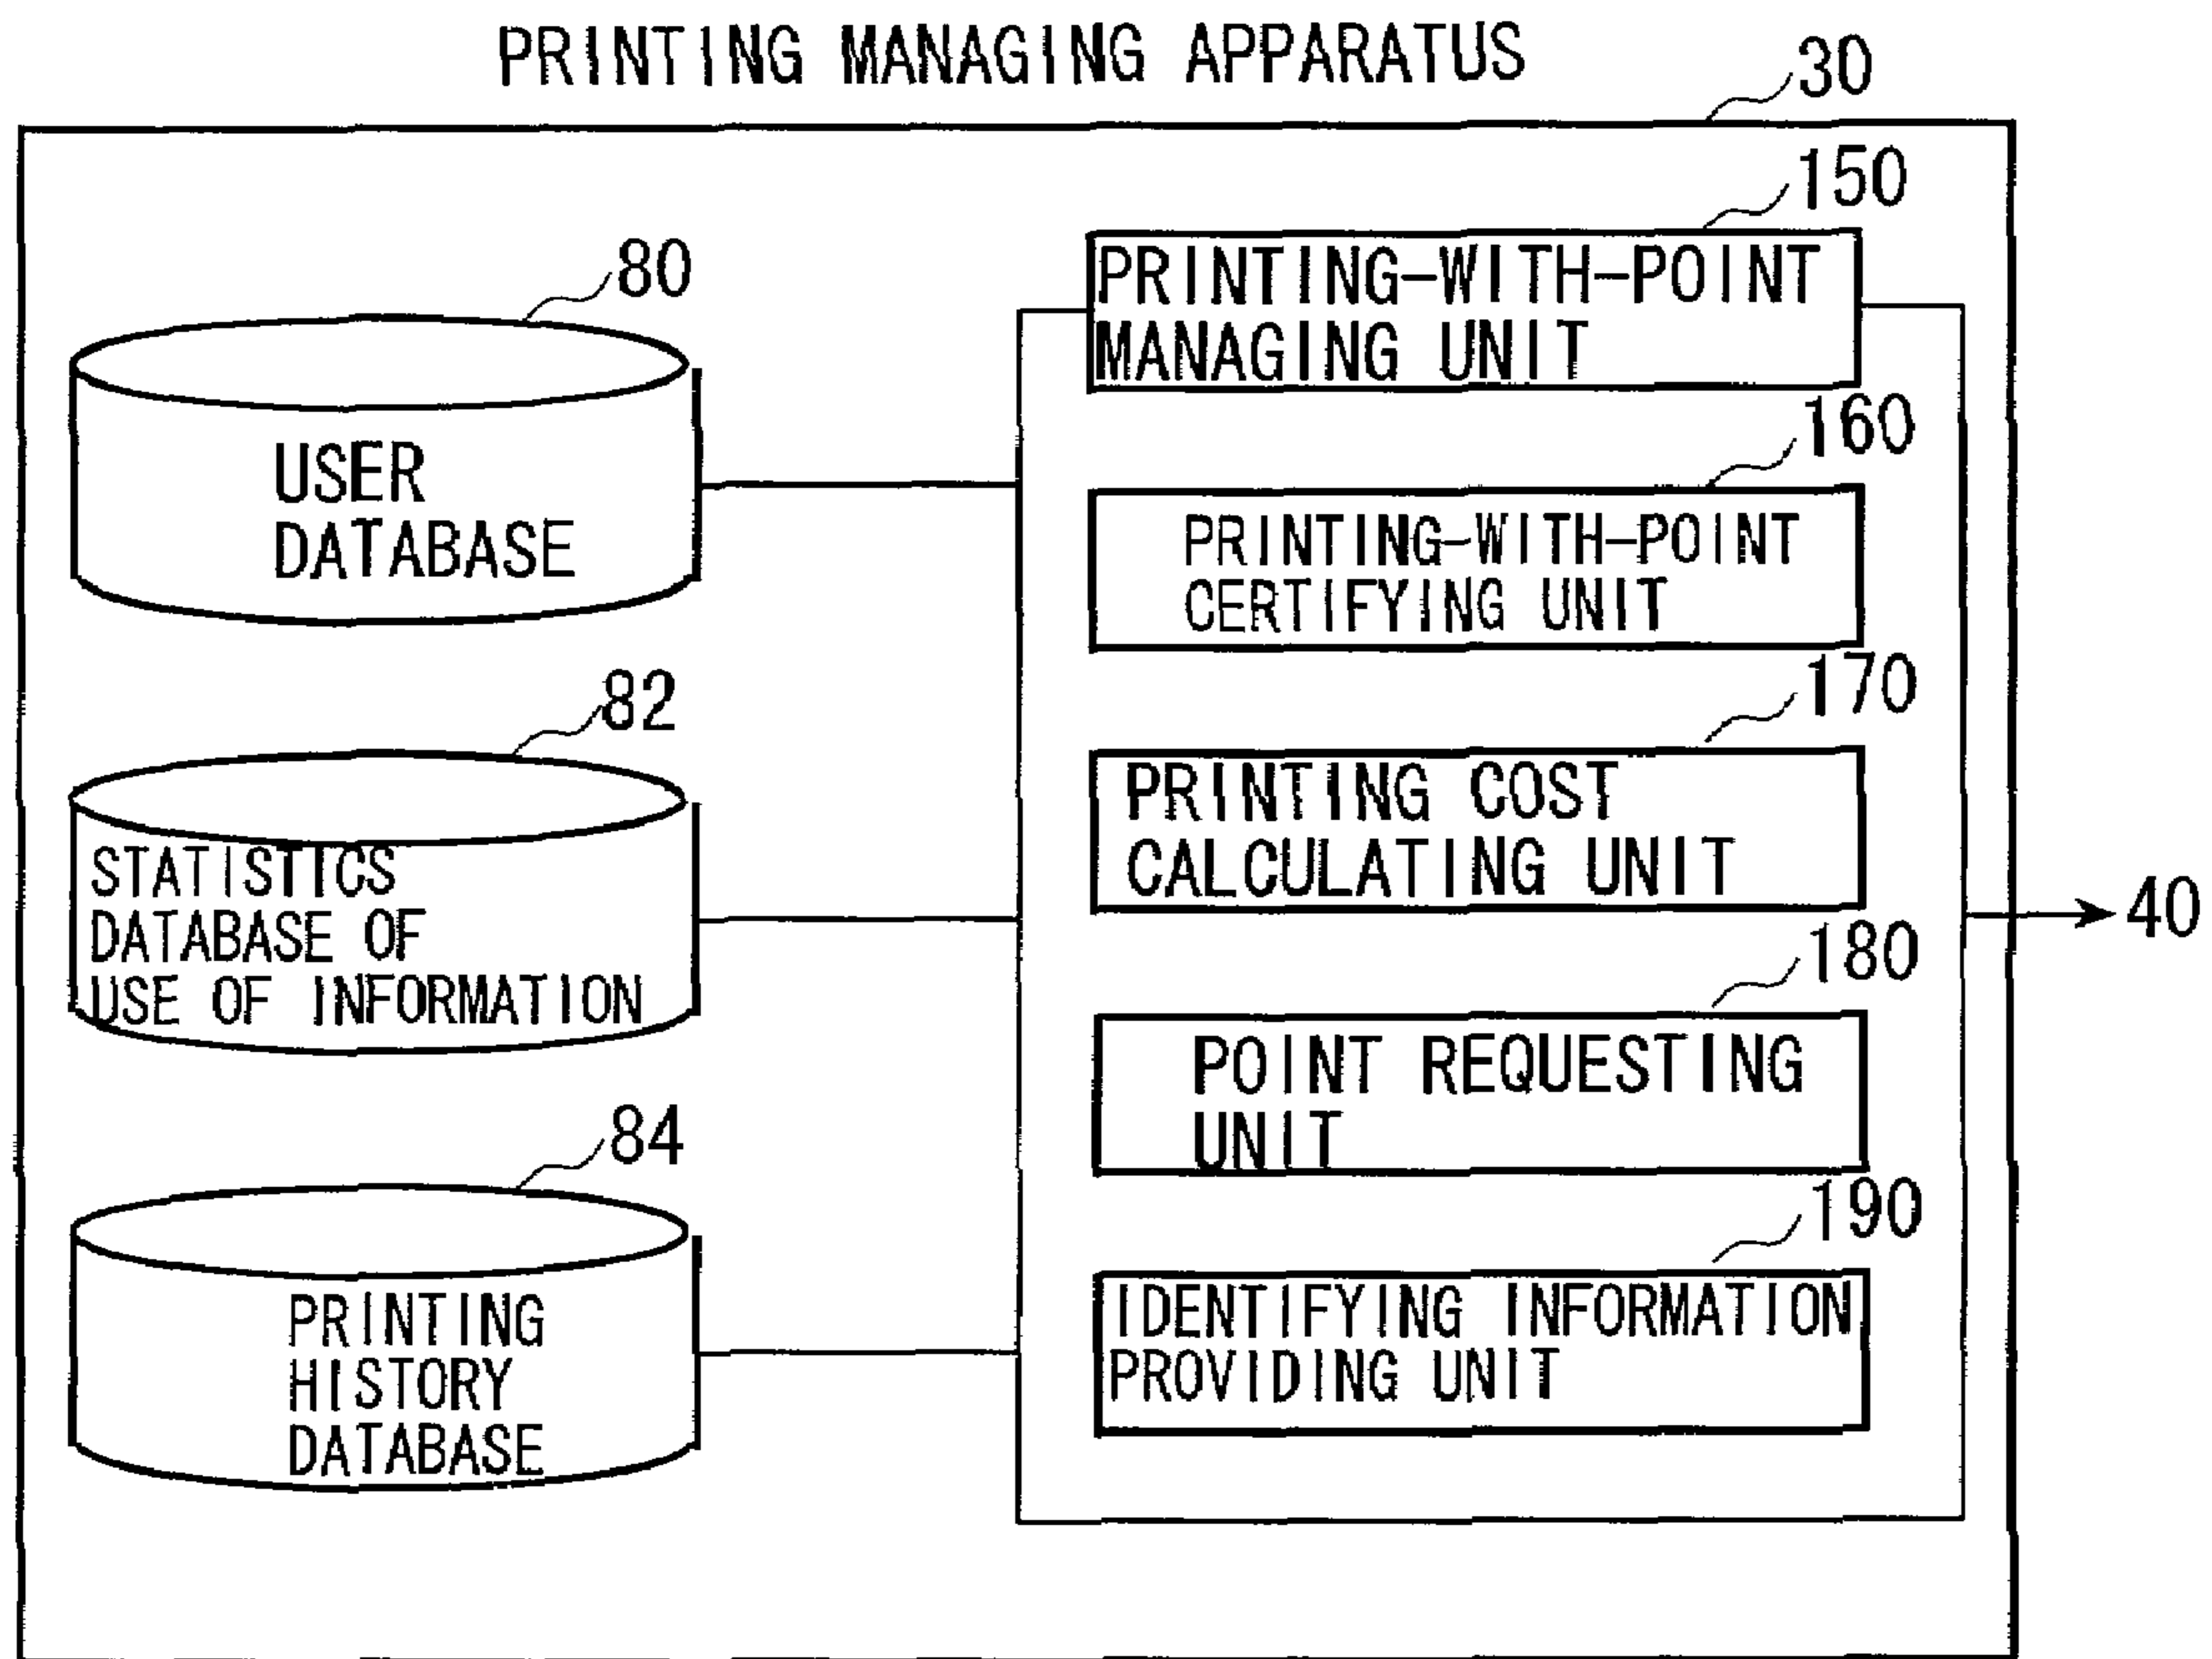 PRINTING MANAGING APPARATUS
30
80
USER
DATABASE
82
STATISTICS
DATABASE OF
USE OF INFORMATION
84
PRINTING
HISTORY
DATABASE
150
PRINTING-WITH-POINT
MANAGING UNIT
160
PRINTING-WITH-POINT
CERTIFYING UNIT
170
PRINTING COST
CALCULATING UNIT
180
POINT REQUESTING
UNIT
190
IDENTIFYING INFORMATION
PROVIDING UNIT
40